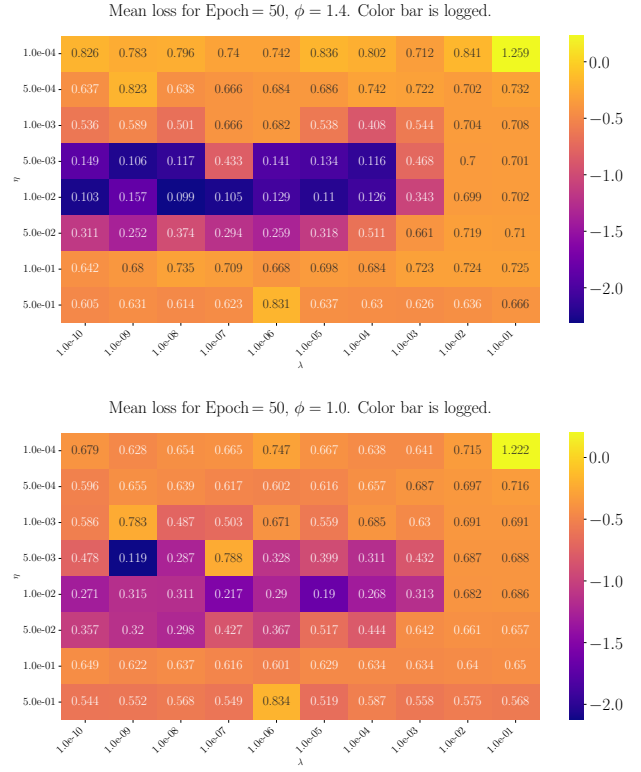 Mean loss for Epoch = 50, ϕ = 1.4. Color bar is logged.
1.0e-04 0.826 0.783 0.796 0.74 0.742 0.836 0.802 0.712 0.841 1.259
5.0e-04 0.637 0.823 0.638 0.666 0.684 0.686 0.742 0.722 0.702 0.732
1.0e-03 0.536 0.589 0.501 0.666 0.682 0.538 0.408 0.544 0.704 0.708
5.0e-03 0.149 0.106 0.117 0.433 0.141 0.134 0.116 0.468 0.7 0.701
η
1.0e-02 0.103 0.157 0.099 0.105 0.129 0.11 0.126 0.343 0.699 0.702
5.0e-02 0.311 0.252 0.374 0.294 0.259 0.318 0.511 0.661 0.719 0.71
1.0e-01 0.642 0.68 0.735 0.709 0.668 0.698 0.684 0.723 0.724 0.725
5.0e-01 0.605 0.631 0.614 0.623 0.831 0.637 0.63 0.626 0.636 0.666
1.0e-10 1.0e-09 1.0e-08 1.0e-07 1.0e-06 1.0e-05 1.0e-04 1.0e-03 1.0e-02 1.0e-01
λ
0.0
−0.5
−1.0
−1.5
−2.0
Mean loss for Epoch = 50, ϕ = 1.0. Color bar is logged.
1.0e-04 0.679 0.628 0.654 0.665 0.747 0.667 0.638 0.641 0.715 1.222
5.0e-04 0.596 0.655 0.639 0.617 0.602 0.616 0.657 0.687 0.697 0.716
1.0e-03 0.586 0.783 0.487 0.503 0.671 0.559 0.685 0.63 0.691 0.691
5.0e-03 0.478 0.119 0.287 0.788 0.328 0.399 0.311 0.432 0.687 0.688
η
1.0e-02 0.271 0.315 0.311 0.217 0.29 0.19 0.268 0.313 0.682 0.686
5.0e-02 0.357 0.32 0.298 0.427 0.367 0.517 0.444 0.642 0.661 0.657
1.0e-01 0.649 0.622 0.637 0.616 0.601 0.629 0.634 0.634 0.64 0.65
5.0e-01 0.544 0.552 0.568 0.549 0.834 0.519 0.587 0.558 0.575 0.568
1.0e-10 1.0e-09 1.0e-08 1.0e-07 1.0e-06 1.0e-05 1.0e-04 1.0e-03 1.0e-02 1.0e-01
λ
0.0
−0.5
−1.0
−1.5
−2.0